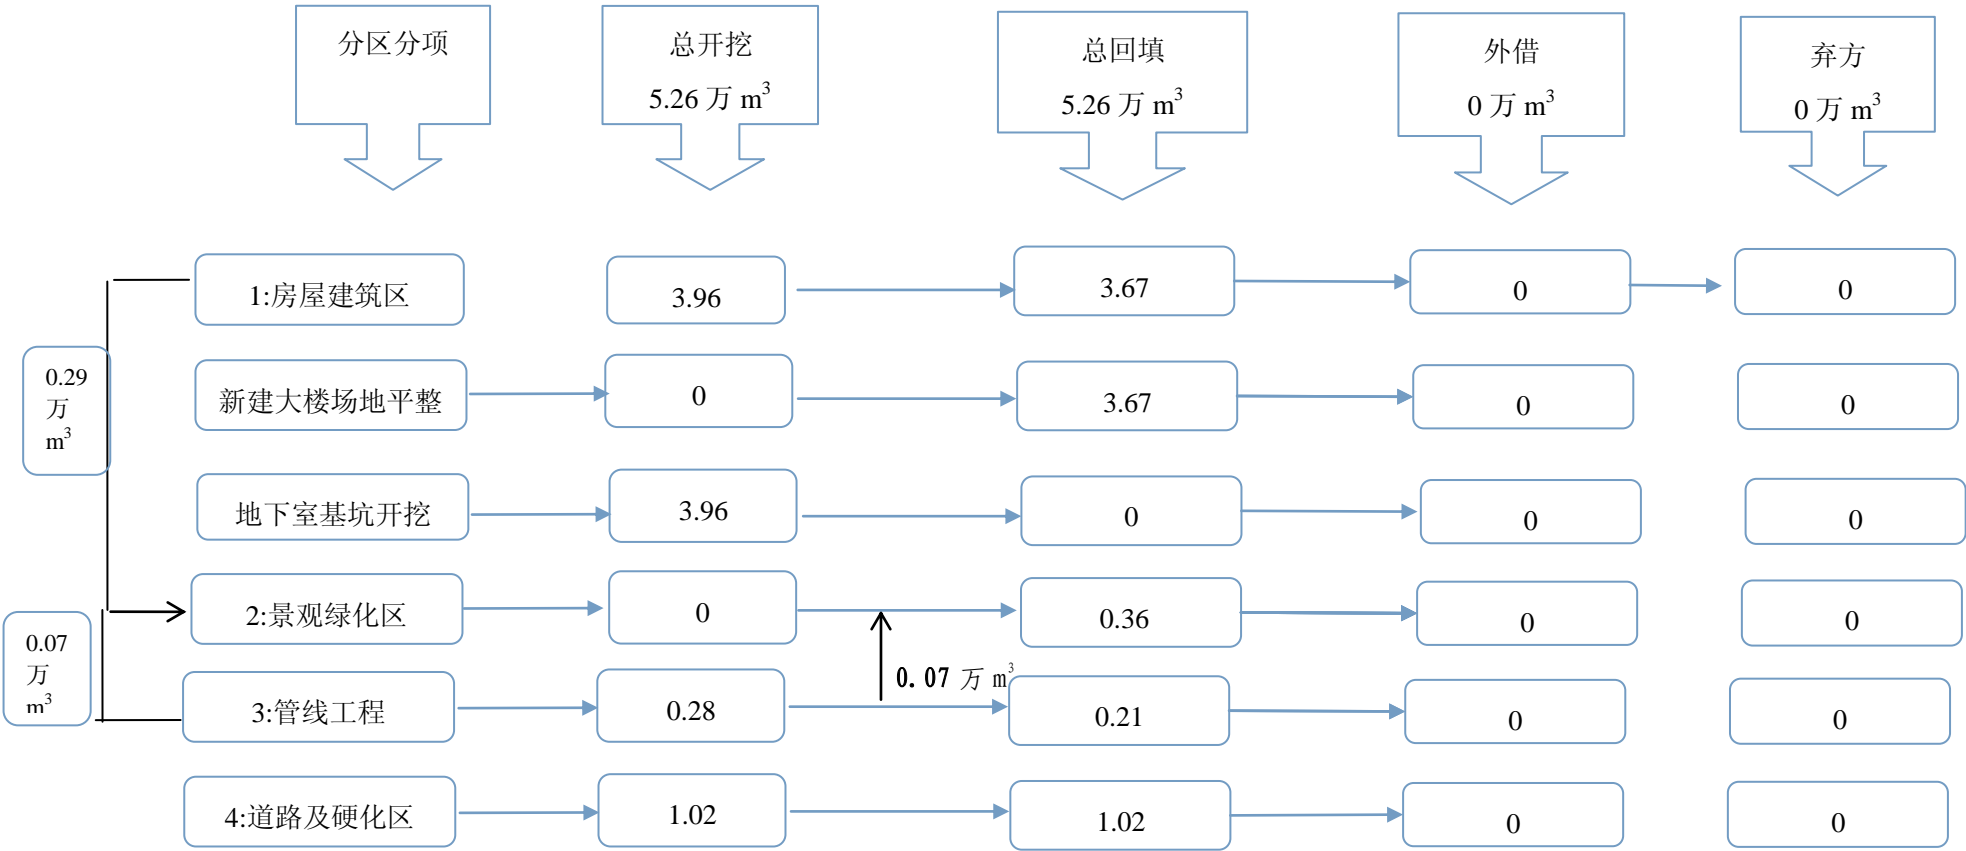 分区分项
总开挖
5.26 万 m³
总回填
5.26 万 m³
外借
0 万 m³
弃方
0 万 m³
1:房屋建筑区
3.96
3.67
0
0
0.29
万
m³
新建大楼场地平整
0
3.67
0
0
地下室基坑开挖
3.96
0
0
0
2:景观绿化区
0
0.36
0
0
0.07
万
m³
0.07 万 m³
3:管线工程
0.28
0.21
0
0
4:道路及硬化区
1.02
1.02
0
0